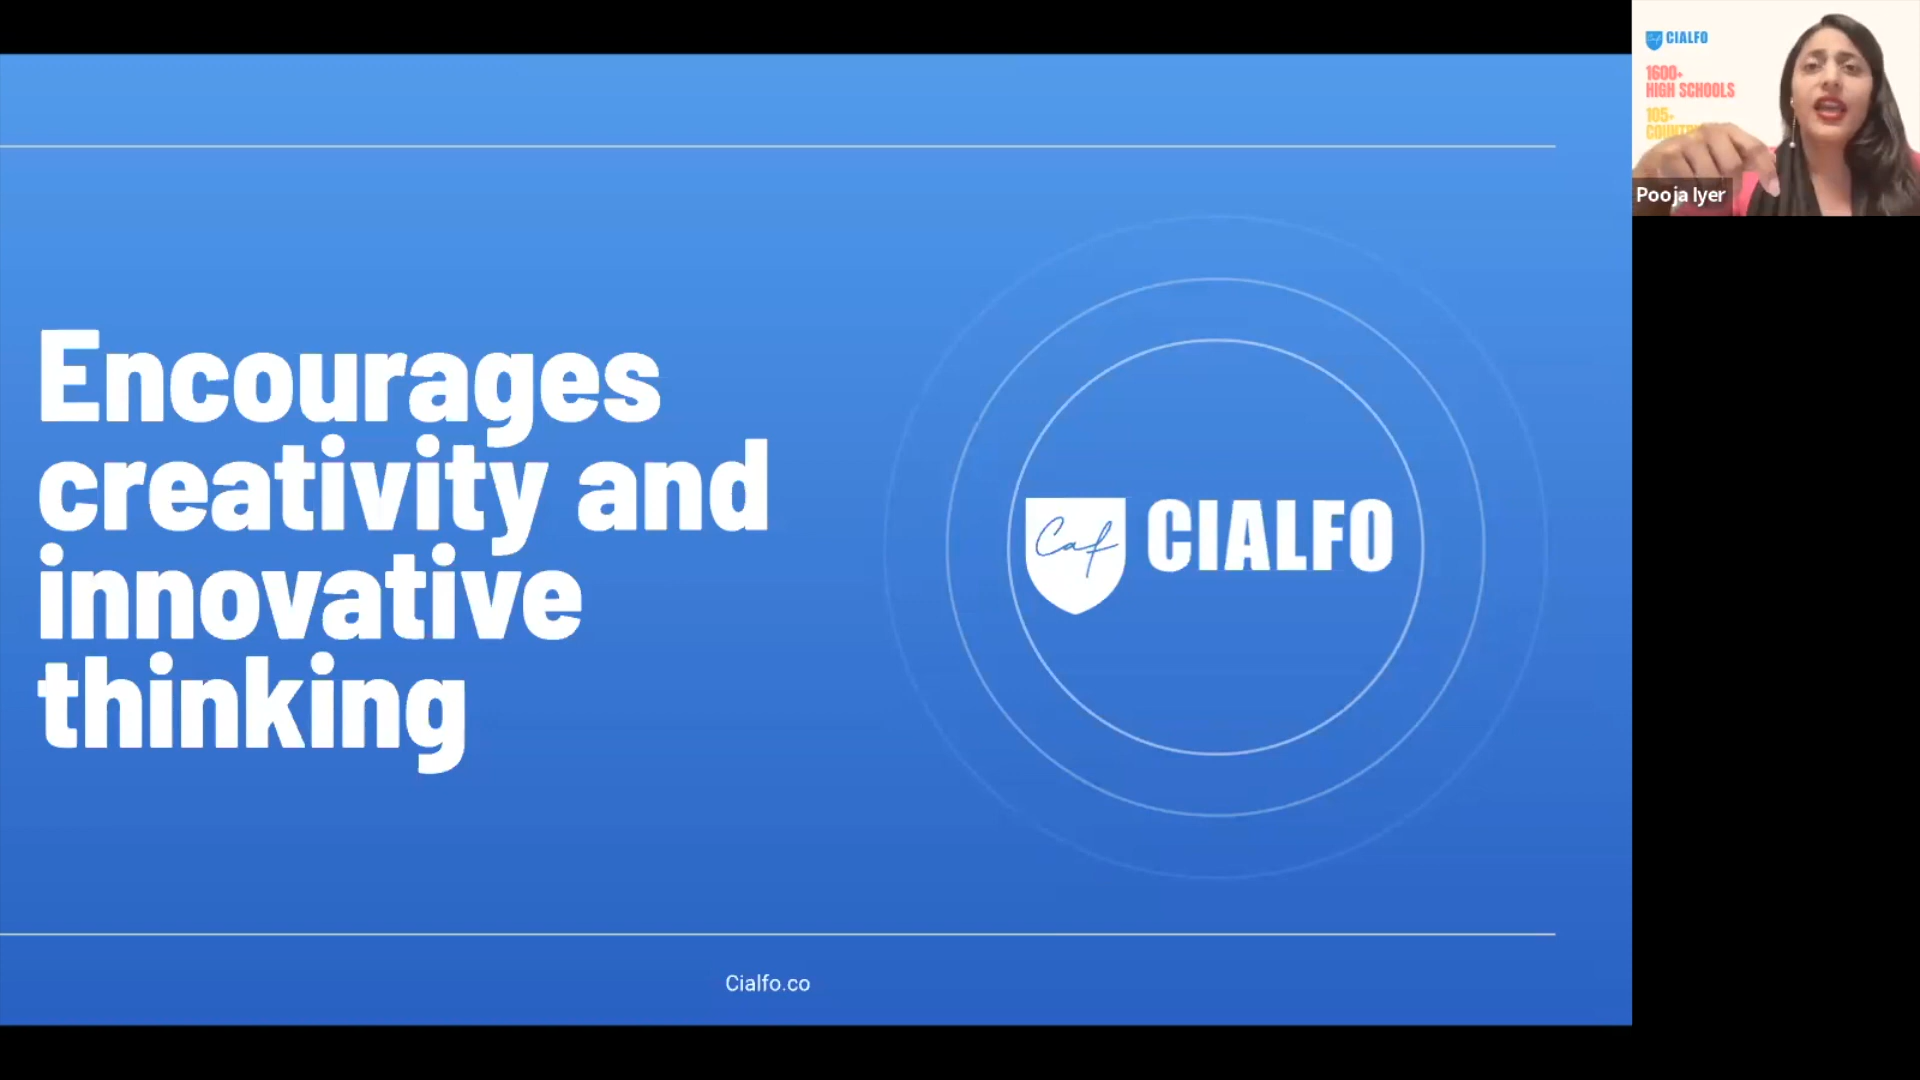 Encourages
creativity and
innovative
thinking
Caf
CIALFO
Cialfo.co
CIALFO
1600+
HIGH SCHOOLS
105+
Pooja Iyer